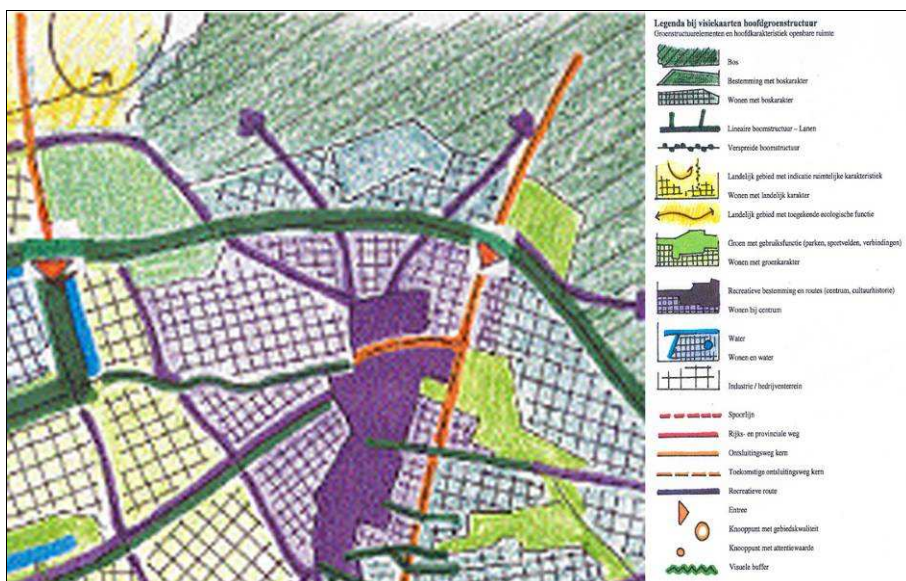 Legenda bij visiekaarten hoofdgroenstructuur
Groenstructuurelementen en hoofdkarakteristiek openbare ruimte
Bos
Bestemming met boskarakter
Wonen met boskarakter
Lineaire boomstructuur – Lanen
Verspreide boomstructuur
Landelijk gebied met indicatie ruimtelijke karakteristiek
Wonen met landelijk karakter
Landelijk gebied met toegekende ecologische functie
Groen met gebruiksfunctie (parken, sportvelden, verbindingen)
Wonen met groenkarakter
Recreatieve bestemming en routes (centrum, cultuurhistorie)
Wonen bij centrum
Water
Wonen en water
Industrie / bedrijventerrein
Spoorlijn
Rijks- en provinciale weg
Ontsluitingsweg kern
Toekomstige ontsluitingsweg kern
Recreatieve route
Entree
Knooppunt met gebiedskwaliteit
Knooppunt met attentiewaarde
Visuele buffer